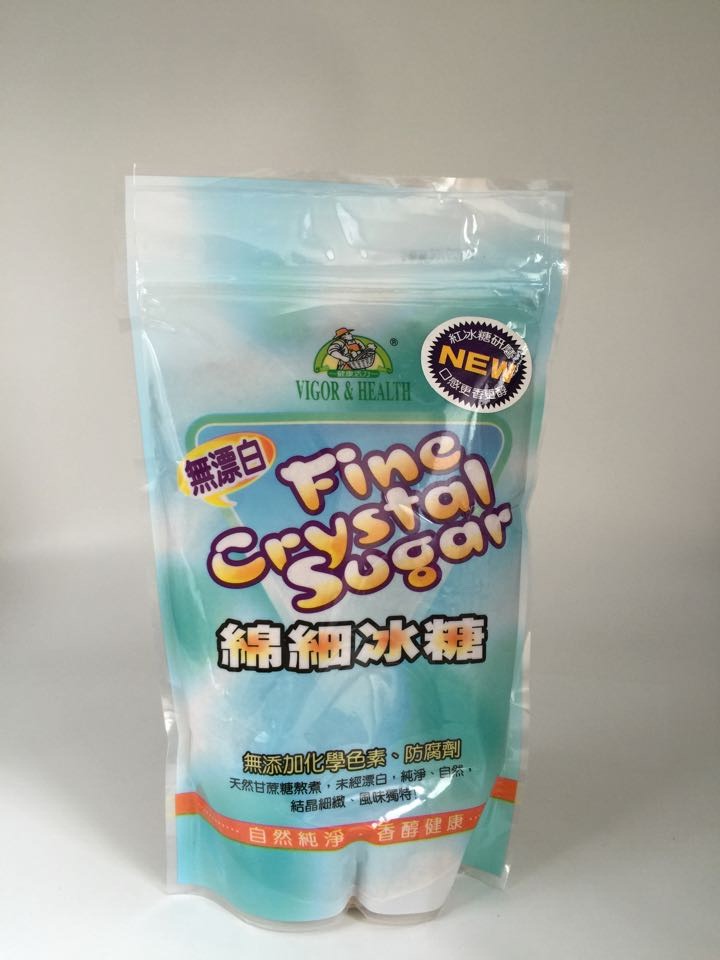 健康活力
®
VIGOR & HEALTH
紅冰糖研磨
NEW
口感更香更醇
無漂白
Fine
Crystal
Sugar
綿細冰糖
無添加化學色素、防腐劑
天然甘蔗糖熬煮，未經漂白，純淨、自然，
結晶細緻、風味獨特！
自然純淨、香醇健康